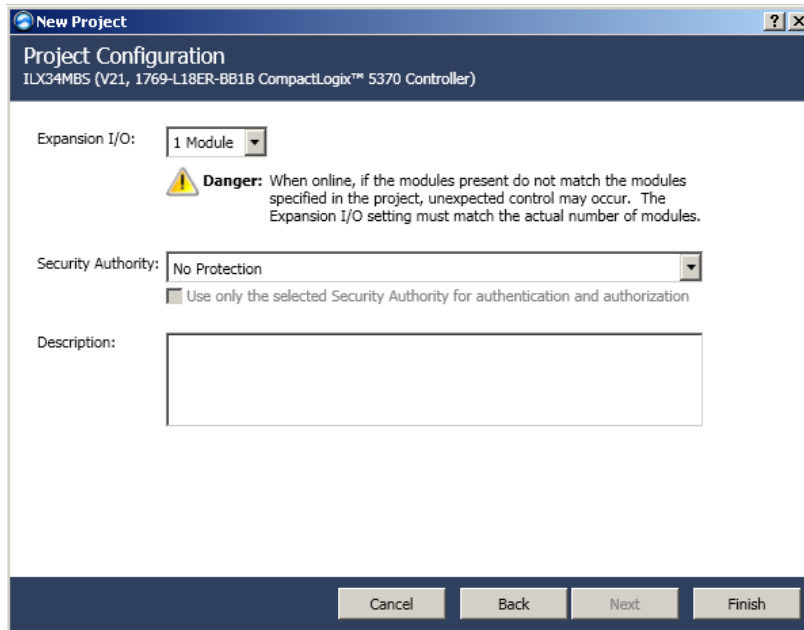 New Project
Project Configuration
ILX34MBS (V21, 1769-L18ER-BB1B CompactLogix™ 5370 Controller)
Expansion I/O: 1 Module
Danger: When online, if the modules present do not match the modules
specified in the project, unexpected control may occur. The
Expansion I/O setting must match the actual number of modules.
Security Authority: No Protection
Use only the selected Security Authority for authentication and authorization
Description:
Cancel Back Next Finish